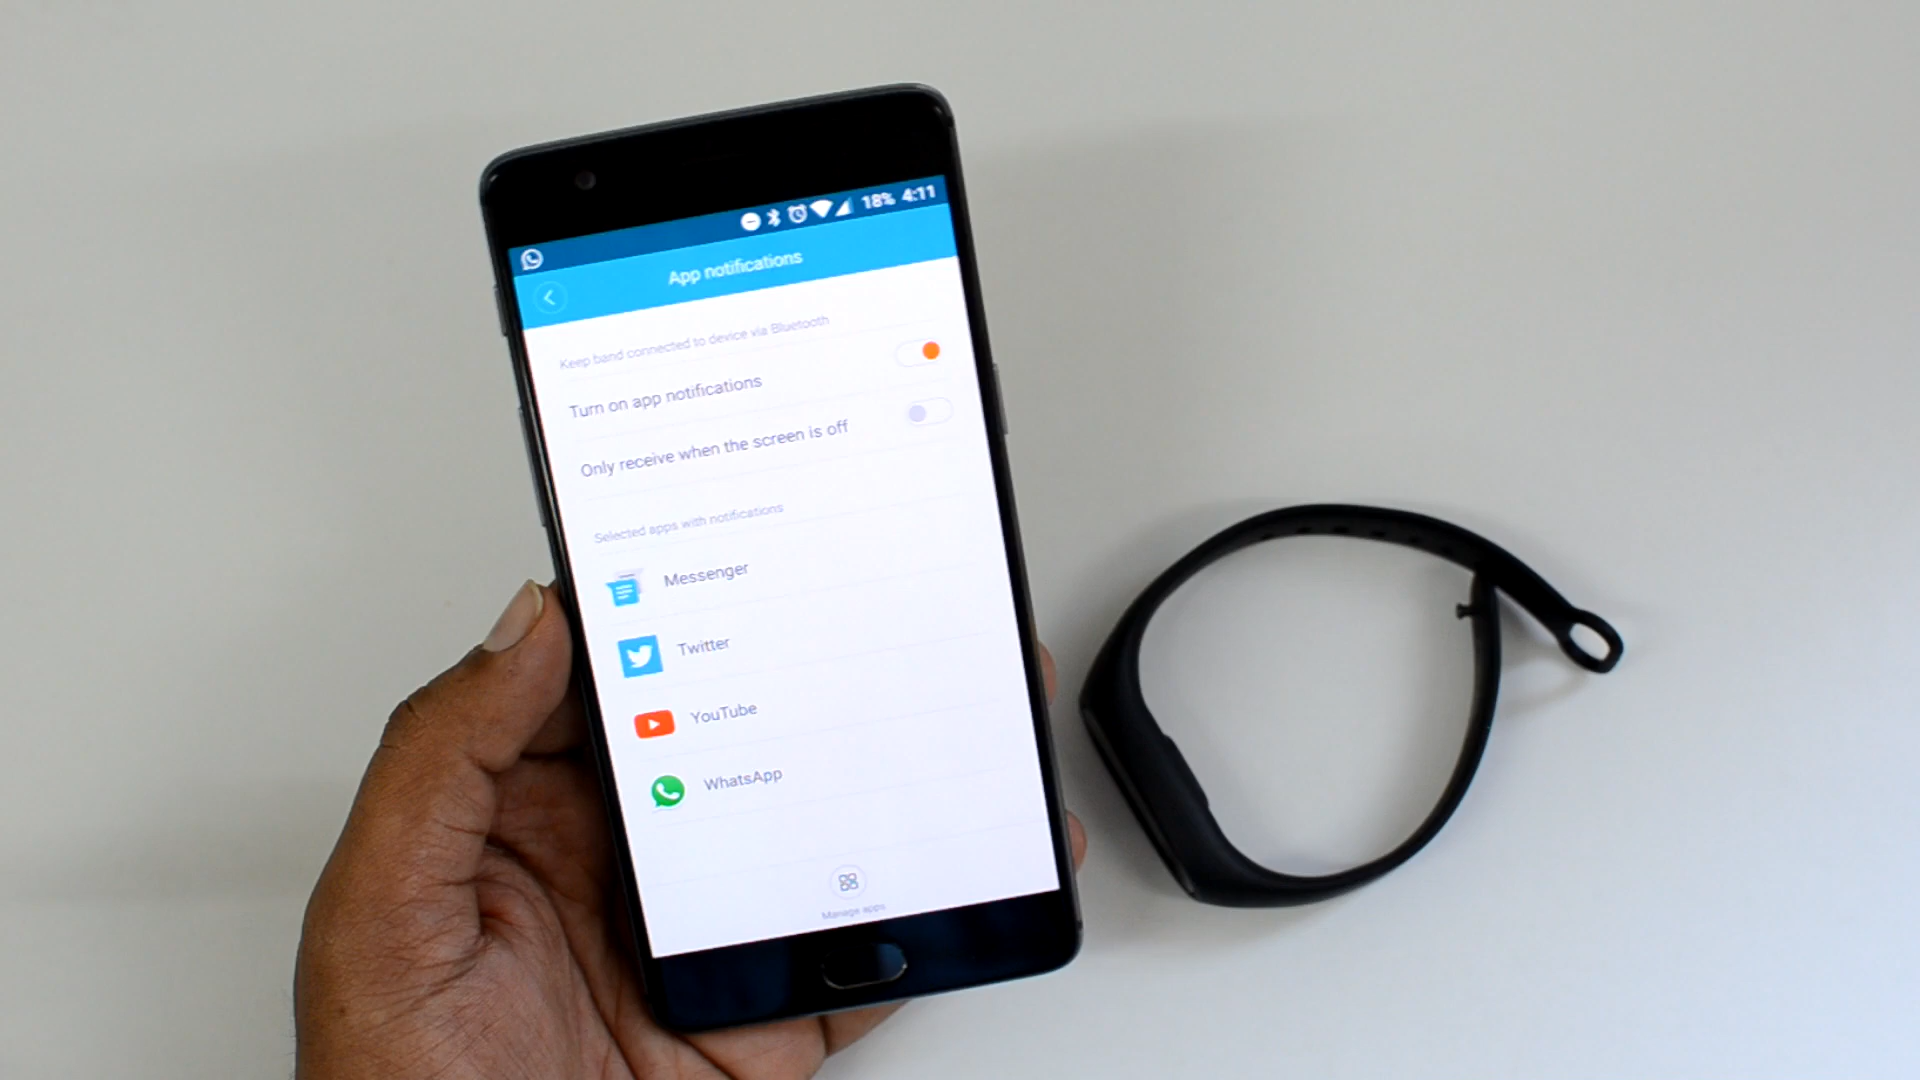 18% 4:11
App notifications
Keep band connected to device via Bluetooth
Turn on app notifications
Only receive when the screen is off
Selected apps with notifications
Messenger
Twitter
YouTube
WhatsApp
Manage apps